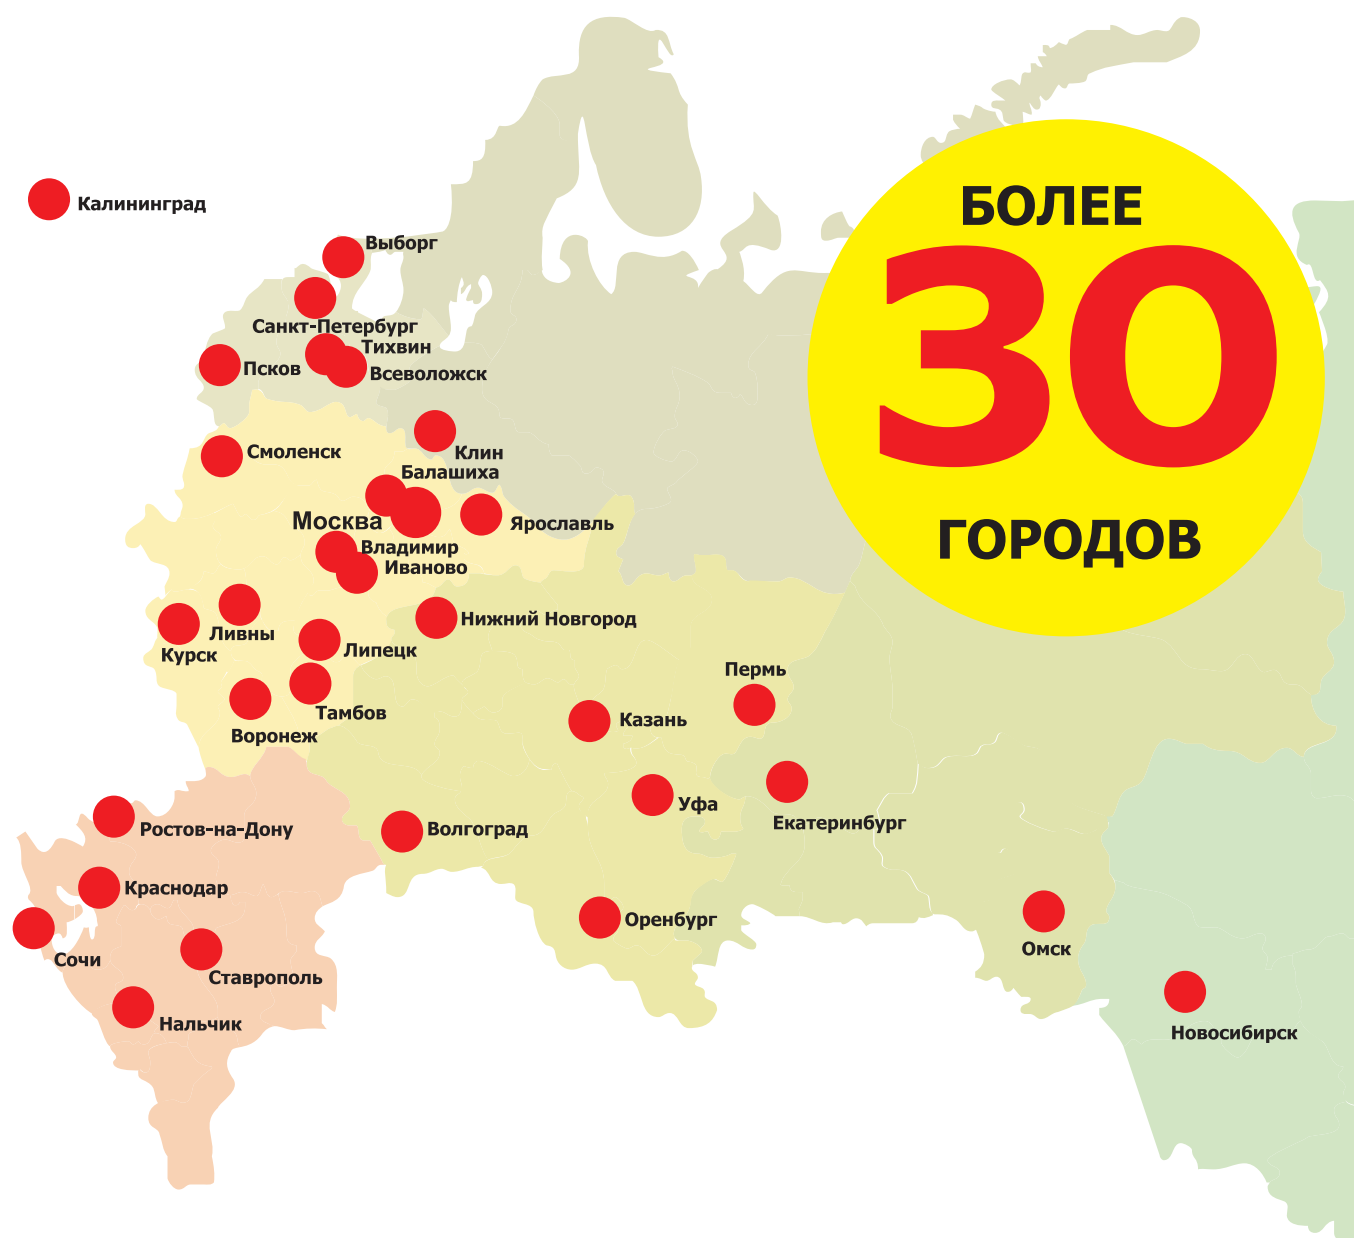 БОЛЕЕ
30
ГОРОДОВ
Калининград
Выборг
Санкт-Петербург
Тихвин
Псков
Всеволожск
Клин
Смоленск
Балашиха
Москва
Ярославль
Владимир
Иваново
Нижний Новгород
Ливны
Курск
Липецк
Тамбов
Воронеж
Пермь
Казань
Уфа
Екатеринбург
Ростов-на-Дону
Волгоград
Краснодар
Оренбург
Омск
Сочи
Ставрополь
Нальчик
Новосибирск